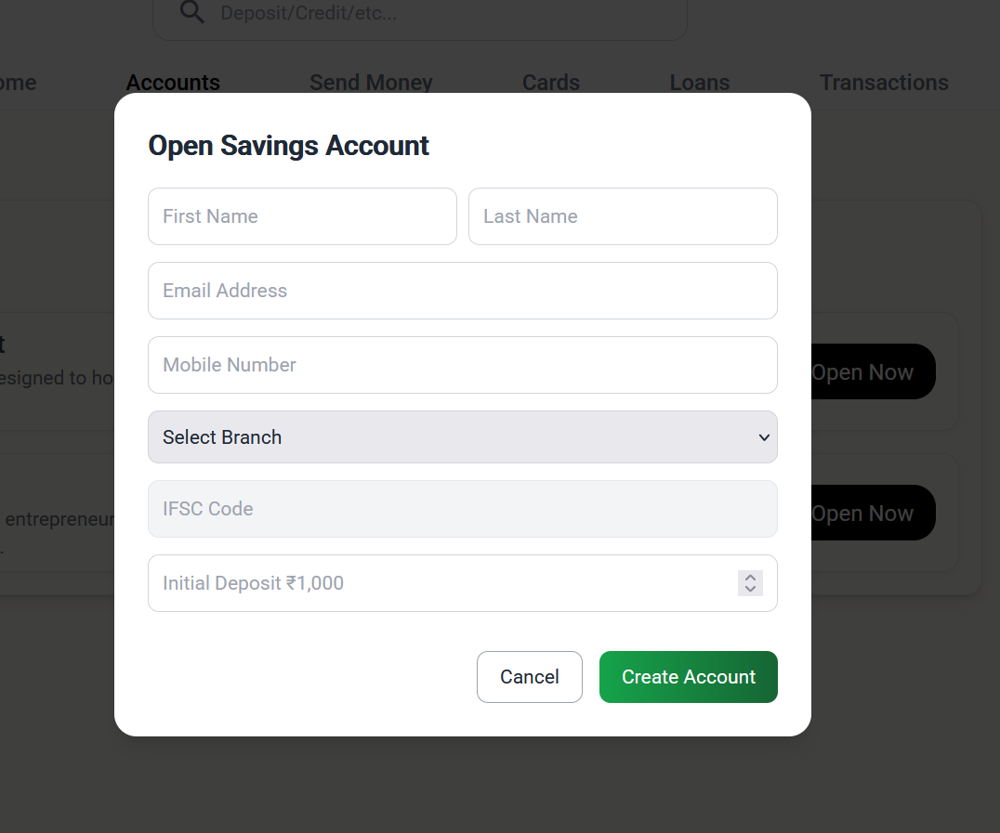 Deposit/Credit/etc...
ome Accounts Send Money Cards Loans Transactions
Open Savings Account
First Name Last Name
Email Address
Mobile Number
t
esigned to ho
Open Now
Select Branch
IFSC Code
entrepreneur
Open Now
.
Initial Deposit ₹1,000
Cancel Create Account